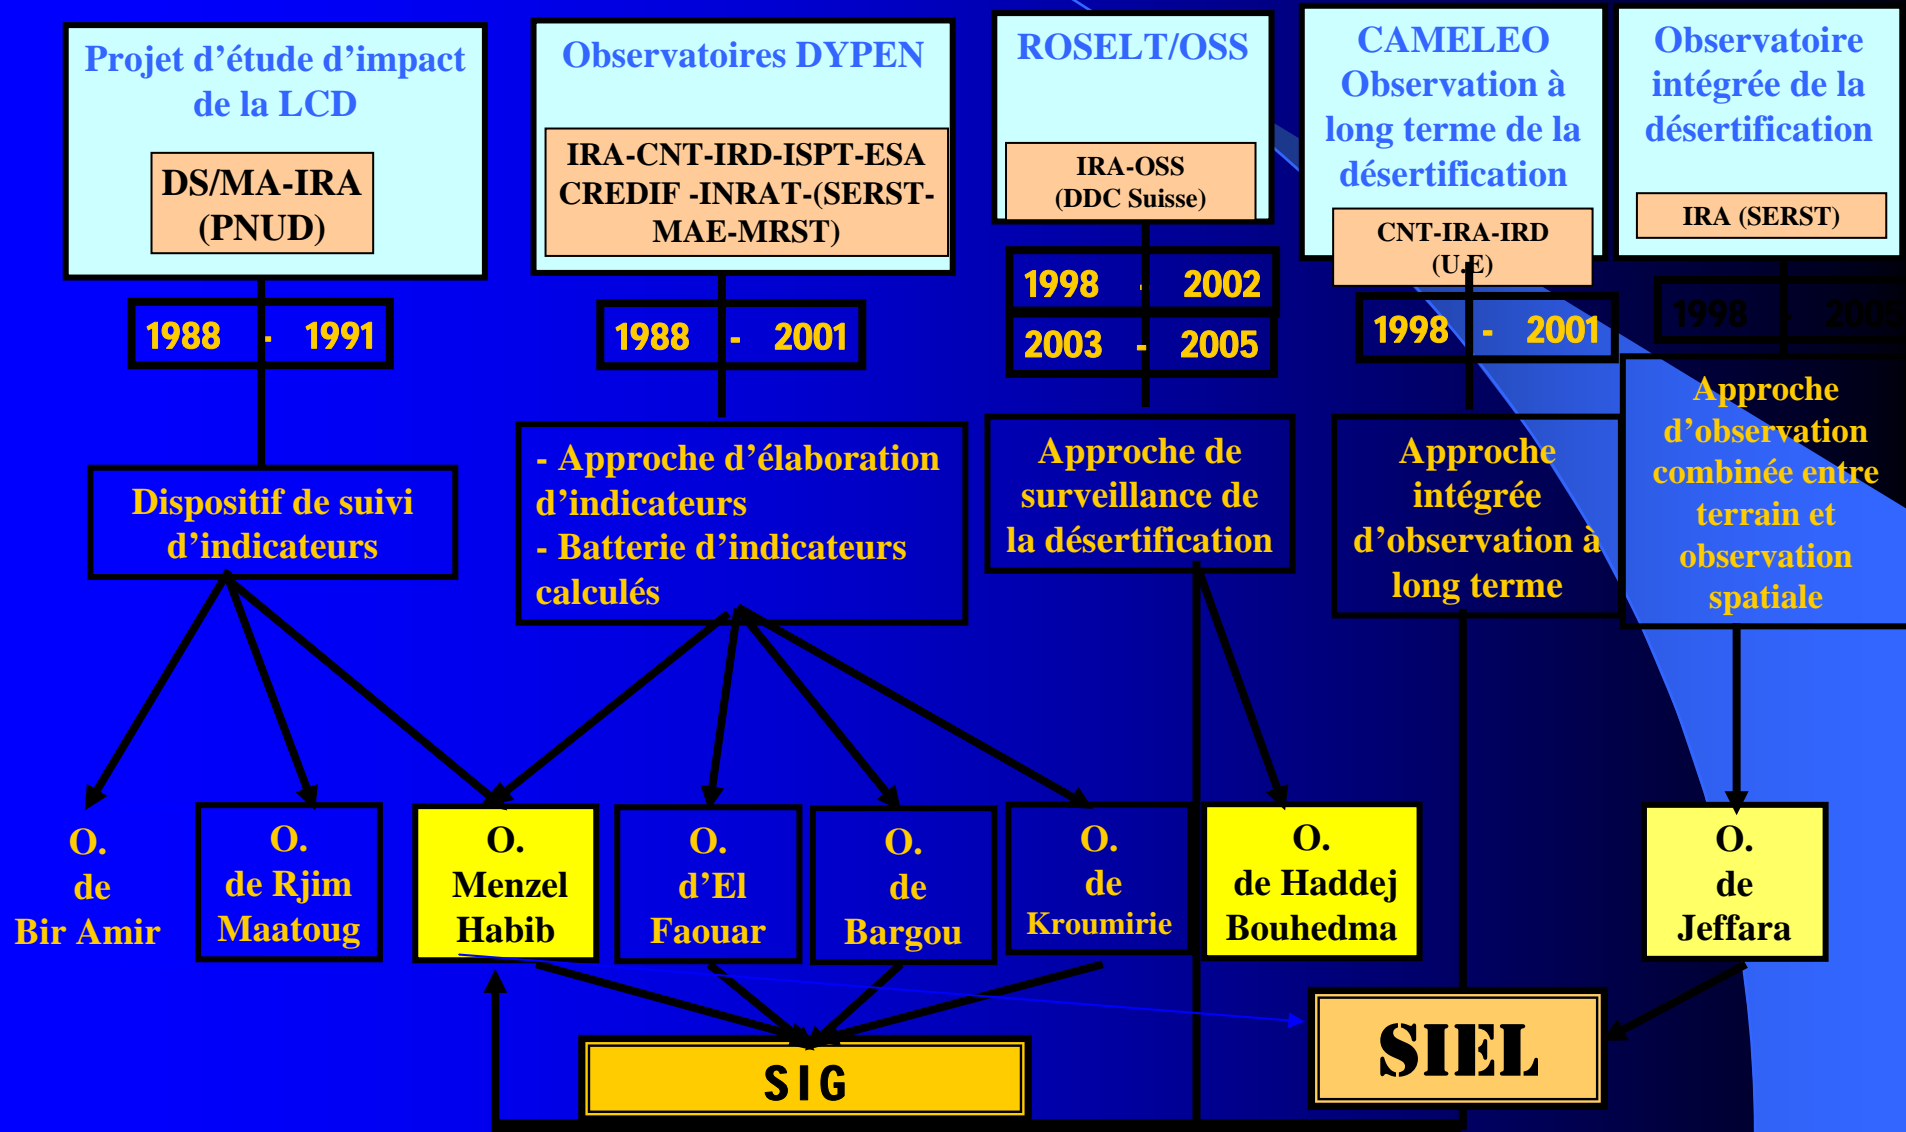 Projet d’étude d’impact
de la LCD
DS/MA-IRA
(PNUD)
1988 - 1991
Dispositif de suivi
d’indicateurs
Observatoires DYPEN
IRA-CNT-IRD-ISPT-ESA
CREDIF -INRAT-(SERST-
MAE-MRST)
1988 - 2001
- Approche d’élaboration
d’indicateurs
- Batterie d’indicateurs
calculés
ROSELT/OSS
IRA-OSS
(DDC Suisse)
1998 - 2002
2003 - 2005
Approche de
surveillance de
la désertification
CAMELEO
Observation à
long terme de la
désertification
CNT-IRA-IRD
(U.E)
1998 - 2001
Approche
intégrée
d’observation à
long terme
Observatoire
intégrée de la
désertification
IRA (SERST)
1998 - 2005
Approche
d’observation
combinée entre
terrain et
observation
spatiale
O.
de
Bir Amir
O.
de Rjim
Maatoug
O.
Menzel
Habib
O.
d’El
Faouar
O.
de
Bargou
O.
de
Kroumirie
O.
de Haddej
Bouhedma
O.
de
Jeffara
SIG
SIEL